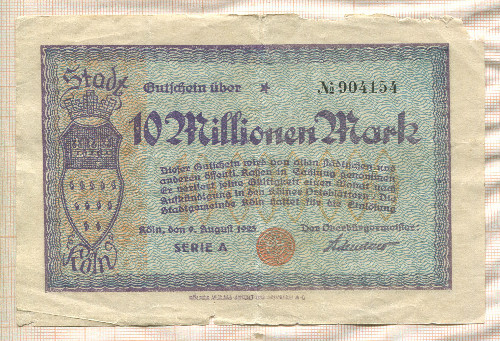 Stadt
Köln
Gutschein über * № 904154
10 Millionen Mark
Dieser Gutschein wird von allen städtischen und
anderen öffentl. Kassen in Zahlung genommen
Er verliert seine Gültigkeit einen Monat nach
Aufkündigung in den Kölner Ortsblättern. Die
Stadtgemeinde Köln haftet für die Einlösung
Köln, den 9. August 1923 Der Oberbürgermeister:
SERIE A